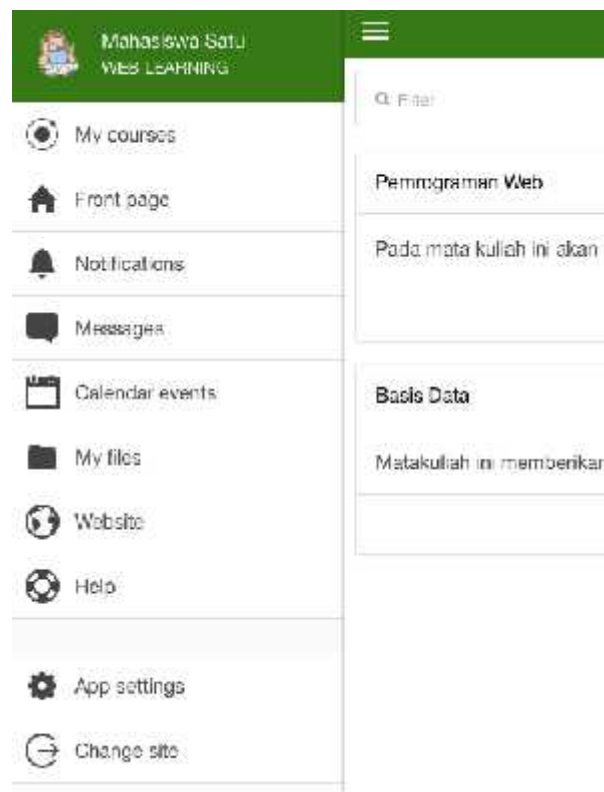 Mahasiswa Satu
WEB LEARNING
My courses
Front page
Notifications
Messages
Calendar events
My files
Website
Help
App settings
Change site
Filter
Pemrograman Web
Pada mata kuliah ini akan
Basis Data
Matakuliah ini memberikan